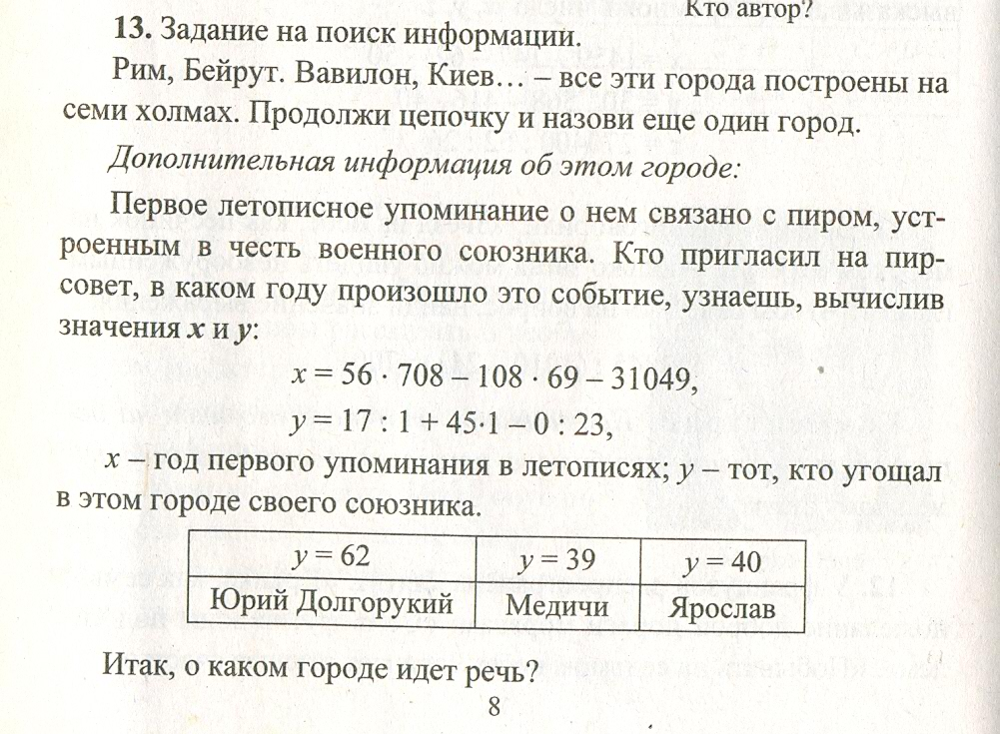 Кто автор?
13. Задание на поиск информации.
Рим, Бейрут. Вавилон, Киев… – все эти города построены на
семи холмах. Продолжи цепочку и назови еще один город.
Дополнительная информация об этом городе:
Первое летописное упоминание о нем связано с пиром, уст-
роенным в честь военного союзника. Кто пригласил на пир-
совет, в каком году произошло это событие, узнаешь, вычислив
значения x и y:
x = 56 · 708 – 108 · 69 – 31049,
y = 17 : 1 + 45·1 – 0 : 23,
x – год первого упоминания в летописях; y – тот, кто угощал
в этом городе своего союзника.
y = 62 y = 39 y = 40
Юрий Долгорукий Медичи Ярослав
Итак, о каком городе идет речь?
8